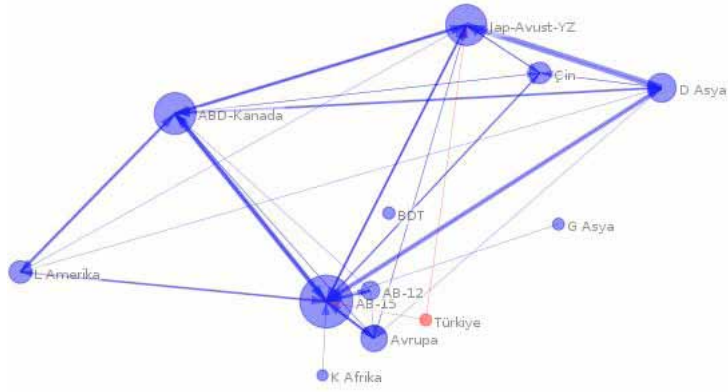 Jap-Avust-YZ
Çin
D Asya
ABD-Kanada
BDT
G Asya
L Amerika
AB-12
AB-15
Türkiye
Avrupa
K Afrika